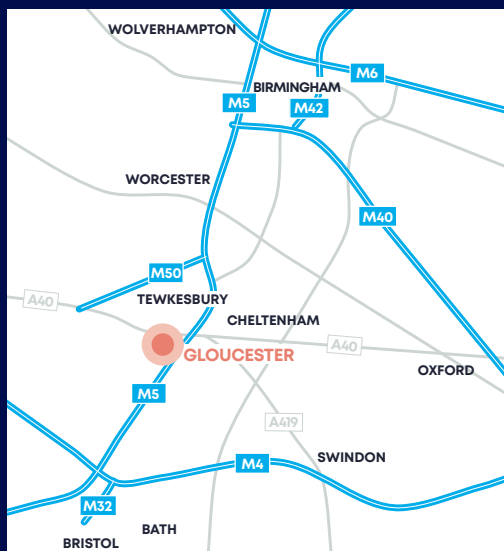 WOLVERHAMPTON
M6
BIRMINGHAM
M5
M42
WORCESTER
M40
M50
A40
TEWKESBURY
CHELTENHAM
A40
GLOUCESTER
OXFORD
M5
A419
SWINDON
M4
M32
BATH
BRISTOL